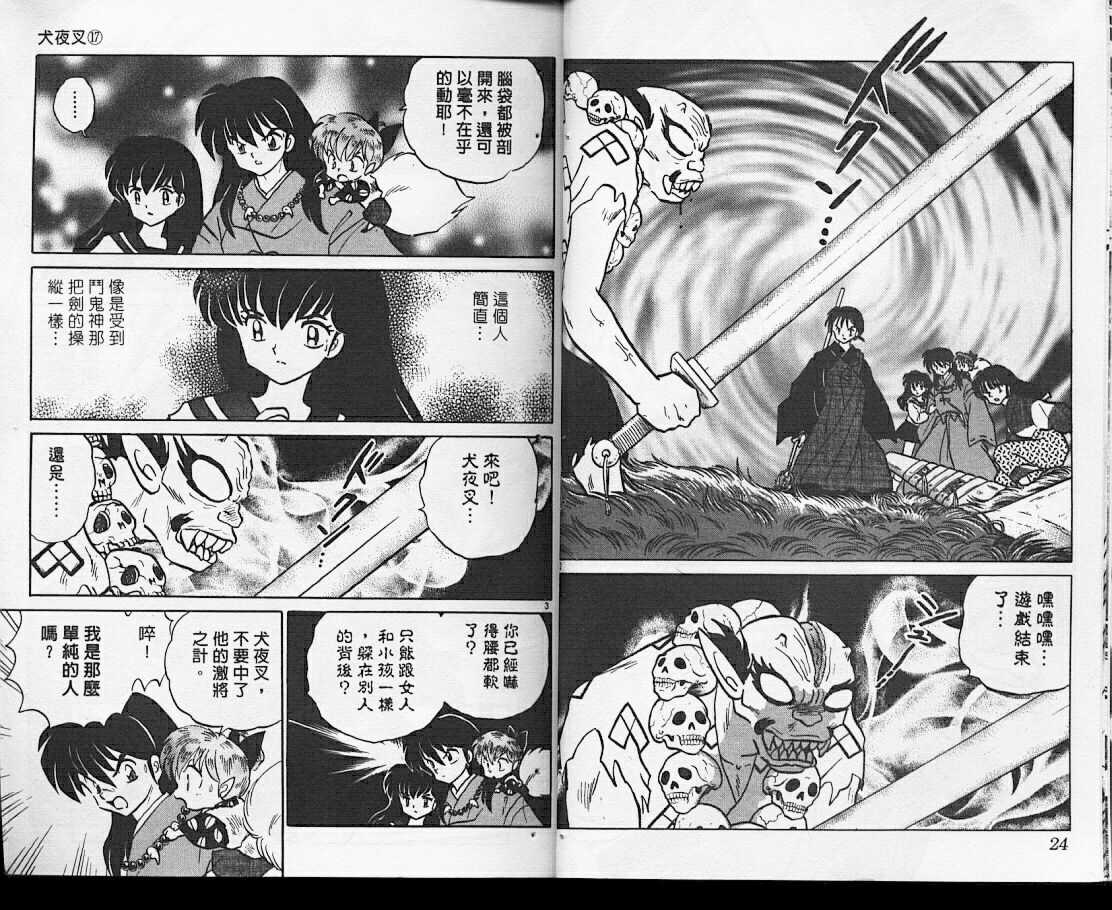 嘿嘿嘿…
遊戲結束
了…
24
犬夜叉⑰
腦袋都被剖
開來，還可
以毫不在乎
的動耶！
……
這個人
簡直…
像是受到
鬥鬼神那
把劍的操
縱一樣…
來吧！
犬夜叉…
還是……
3
你已經嚇
得腰都軟
了？
只能跟女人
和小孩一樣
，躲在別人
的背後？
犬夜叉，
不要中了
他的激將
之計。
啐！
我是那麼
單純的人
嗎？